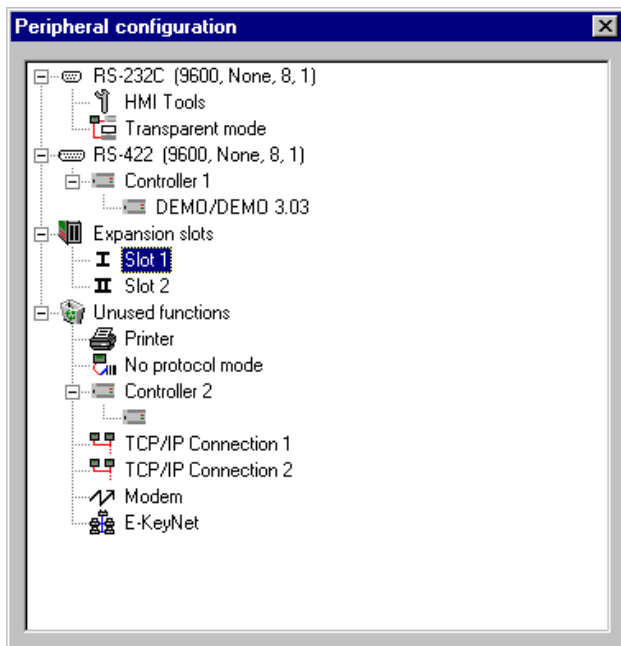 Peripheral configuration
RS-232C (9600, None, 8, 1)
HMI Tools
Transparent mode
RS-422 (9600, None, 8, 1)
Controller 1
DEMO/DEMO 3.03
Expansion slots
Slot 1
Slot 2
Unused functions
Printer
No protocol mode
Controller 2
TCP/IP Connection 1
TCP/IP Connection 2
Modem
E-KeyNet